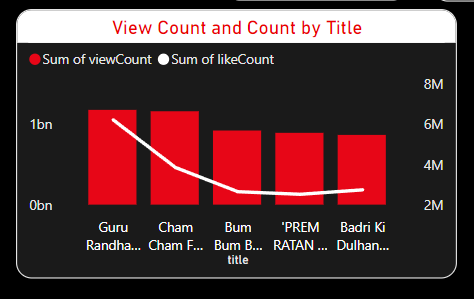 View Count and Count by Title
Sum of viewCount Sum of likeCount
8M
1bn
6M
4M
0bn
2M
Guru Randha...
Cham Cham F...
Bum Bum B...
'PREM RATAN ...
Badri Ki Dulhan...
title